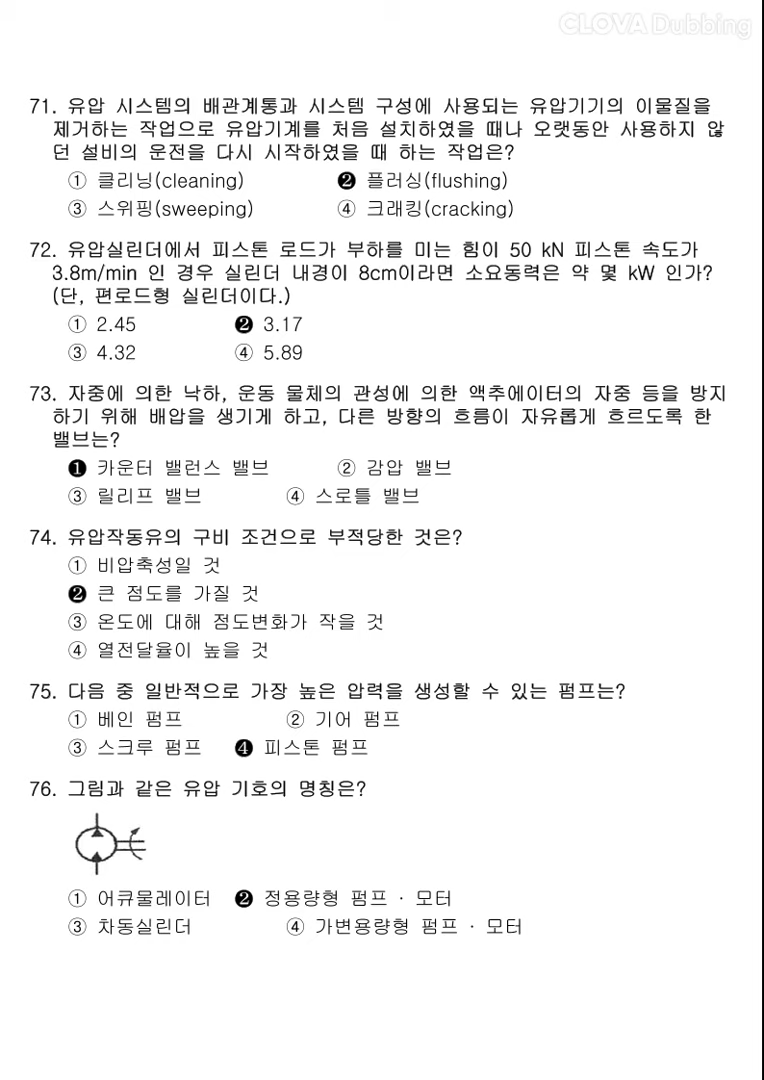 CLOVA Dubbing
71. 유압 시스템의 배관계통과 시스템 구성에 사용되는 유압기기의 이물질을
제거하는 작업으로 유압기계를 처음 설치하였을 때나 오랫동안 사용하지 않
던 설비의 운전을 다시 시작하였을 때 하는 작업은?
① 클리닝(cleaning) ❷ 플러싱(flushing)
③ 스위핑(sweeping) ④ 크래킹(cracking)
72. 유압실린더에서 피스톤 로드가 부하를 미는 힘이 50 kN 피스톤 속도가
3.8m/min 인 경우 실린더 내경이 8cm이라면 소요동력은 약 몇 kW 인가?
(단, 편로드형 실린더이다.)
① 2.45 ❷ 3.17
③ 4.32 ④ 5.89
73. 자중에 의한 낙하, 운동 물체의 관성에 의한 액추에이터의 자중 등을 방지
하기 위해 배압을 생기게 하고, 다른 방향의 흐름이 자유롭게 흐르도록 한
밸브는?
❶ 카운터 밸런스 밸브 ② 감압 밸브
③ 릴리프 밸브 ④ 스로틀 밸브
74. 유압작동유의 구비 조건으로 부적당한 것은?
① 비압축성일 것
❷ 큰 점도를 가질 것
③ 온도에 대해 점도변화가 작을 것
④ 열전달율이 높을 것
75. 다음 중 일반적으로 가장 높은 압력을 생성할 수 있는 펌프는?
① 베인 펌프 ② 기어 펌프
③ 스크루 펌프 ❹ 피스톤 펌프
76. 그림과 같은 유압 기호의 명칭은?
① 어큐물레이터 ❷ 정용량형 펌프 · 모터
③ 차동실린더 ④ 가변용량형 펌프 · 모터